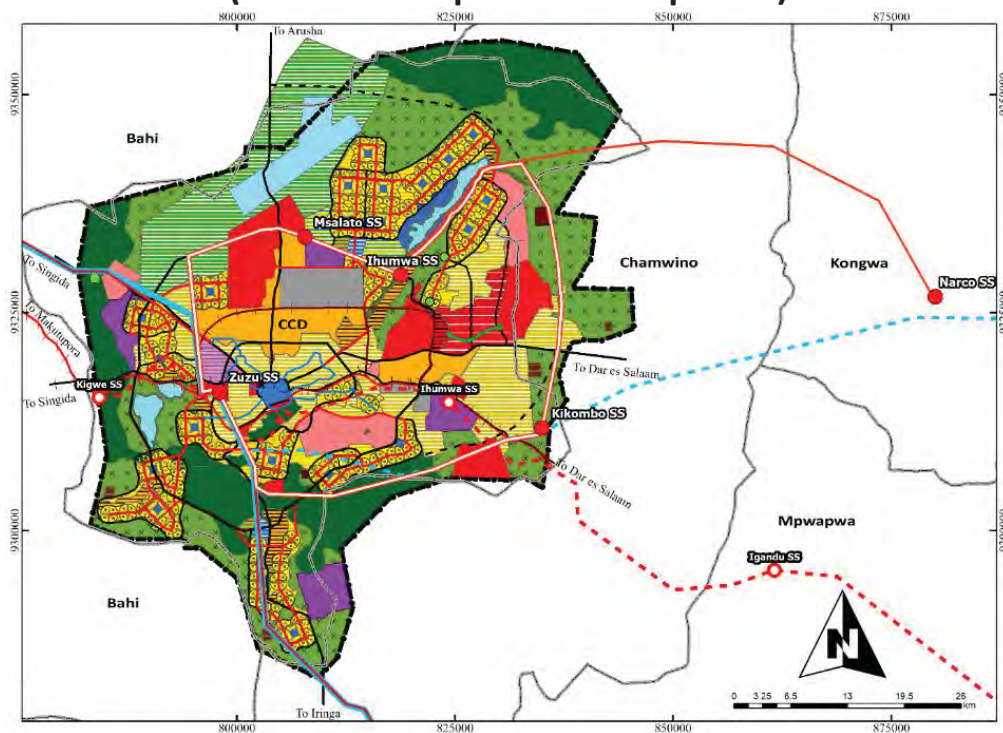 800000
825000
850000
875000
To Arusha
9350000
Bahi
Msalato SS
Ihumwa SS
Chamwino
Kongwa
Narco SS
To Singida
9325000
CCD
To Makutupora
To Dar es Salaam
Zuzu SS
Kigwe SS
Ihumwa SS
To Singida
Kikombo SS
To Dar es Salaam
9300000
Mpwapwa
Igandu SS
Bahi
N
0 3.25 6.5 13 19.5 26
km
To Iringa
800000
825000
850000
875000